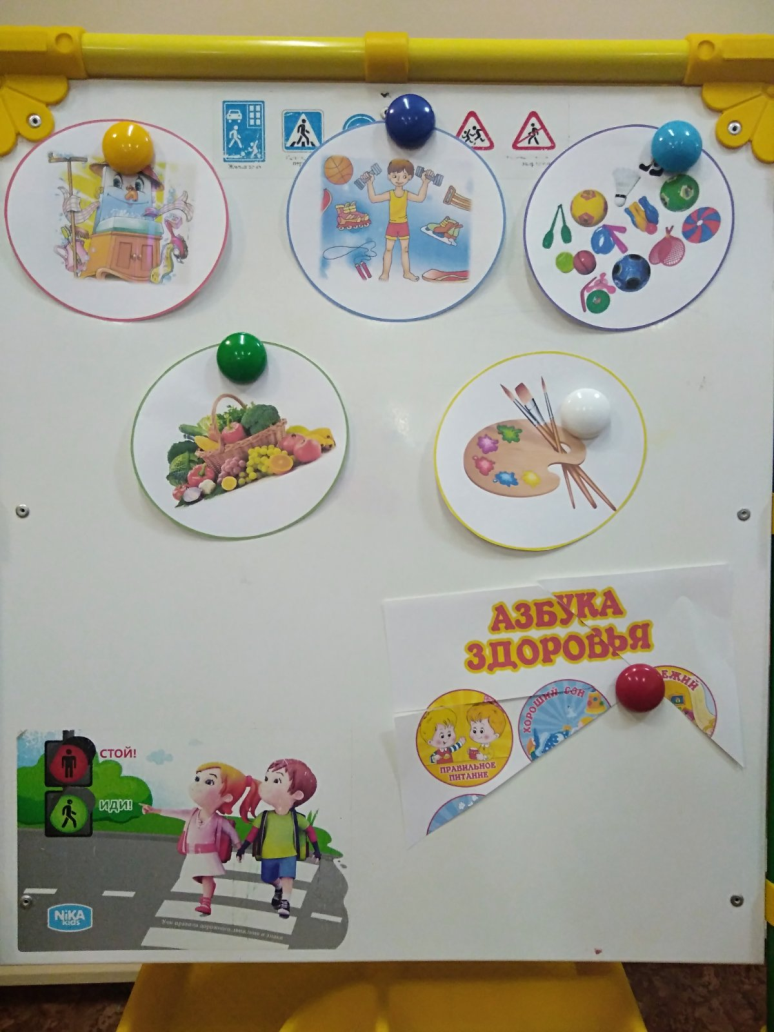 АЗБУКА
ЗДОРОВЬЯ
ПРАВИЛЬНОЕ
ПИТАНИЕ
ХОРОШИЙ СОН
СТОЙ!
ИДИ!
NiKA
KiDS